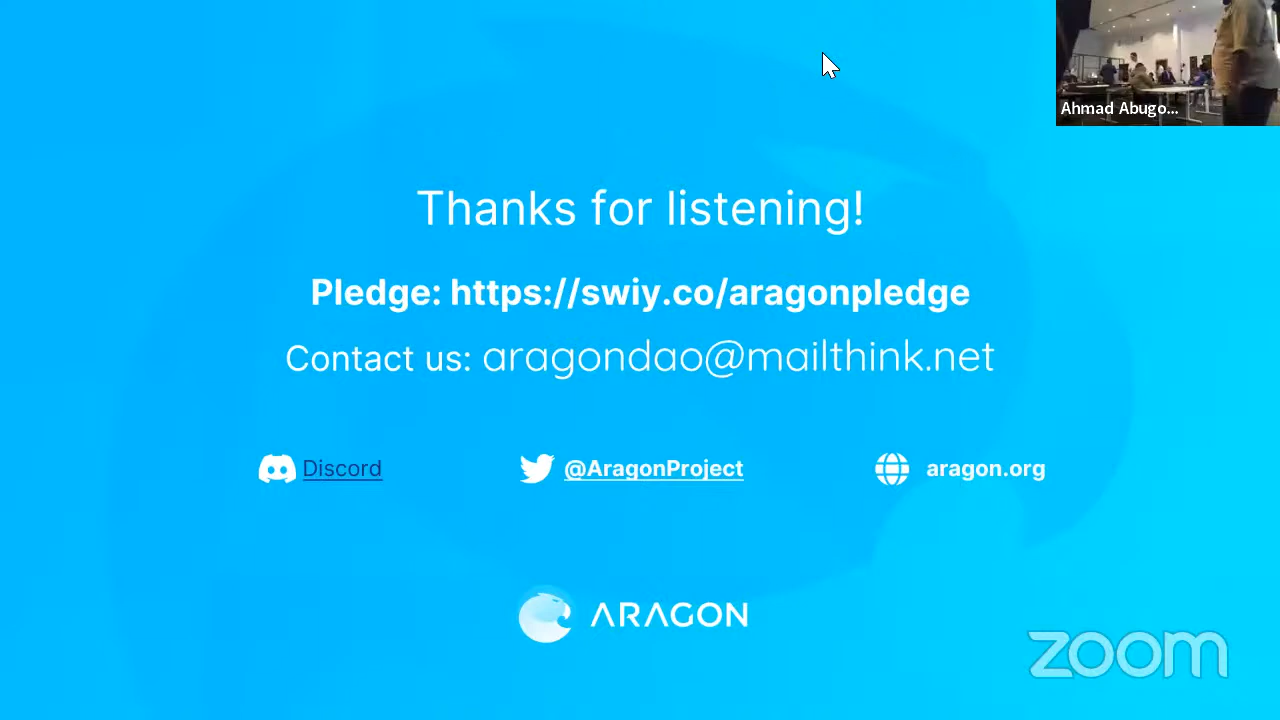 Ahmad Abugo...
Thanks for listening!
Pledge: https://swiy.co/aragonpledge
Contact us: aragondao@mailthink.net
Discord
@AragonProject
aragon.org
ARAGON
zoom